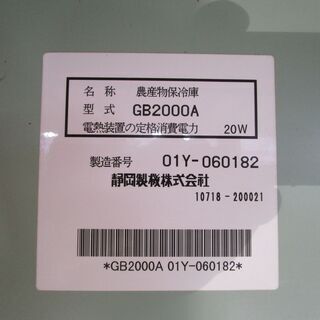 名 称 農産物保冷庫
型 式 GB2000A
電熱装置の定格消費電力 20W
製造番号 01Y-060182
静岡製機株式会社
10718-200021
*GB2000A 01Y-060182*